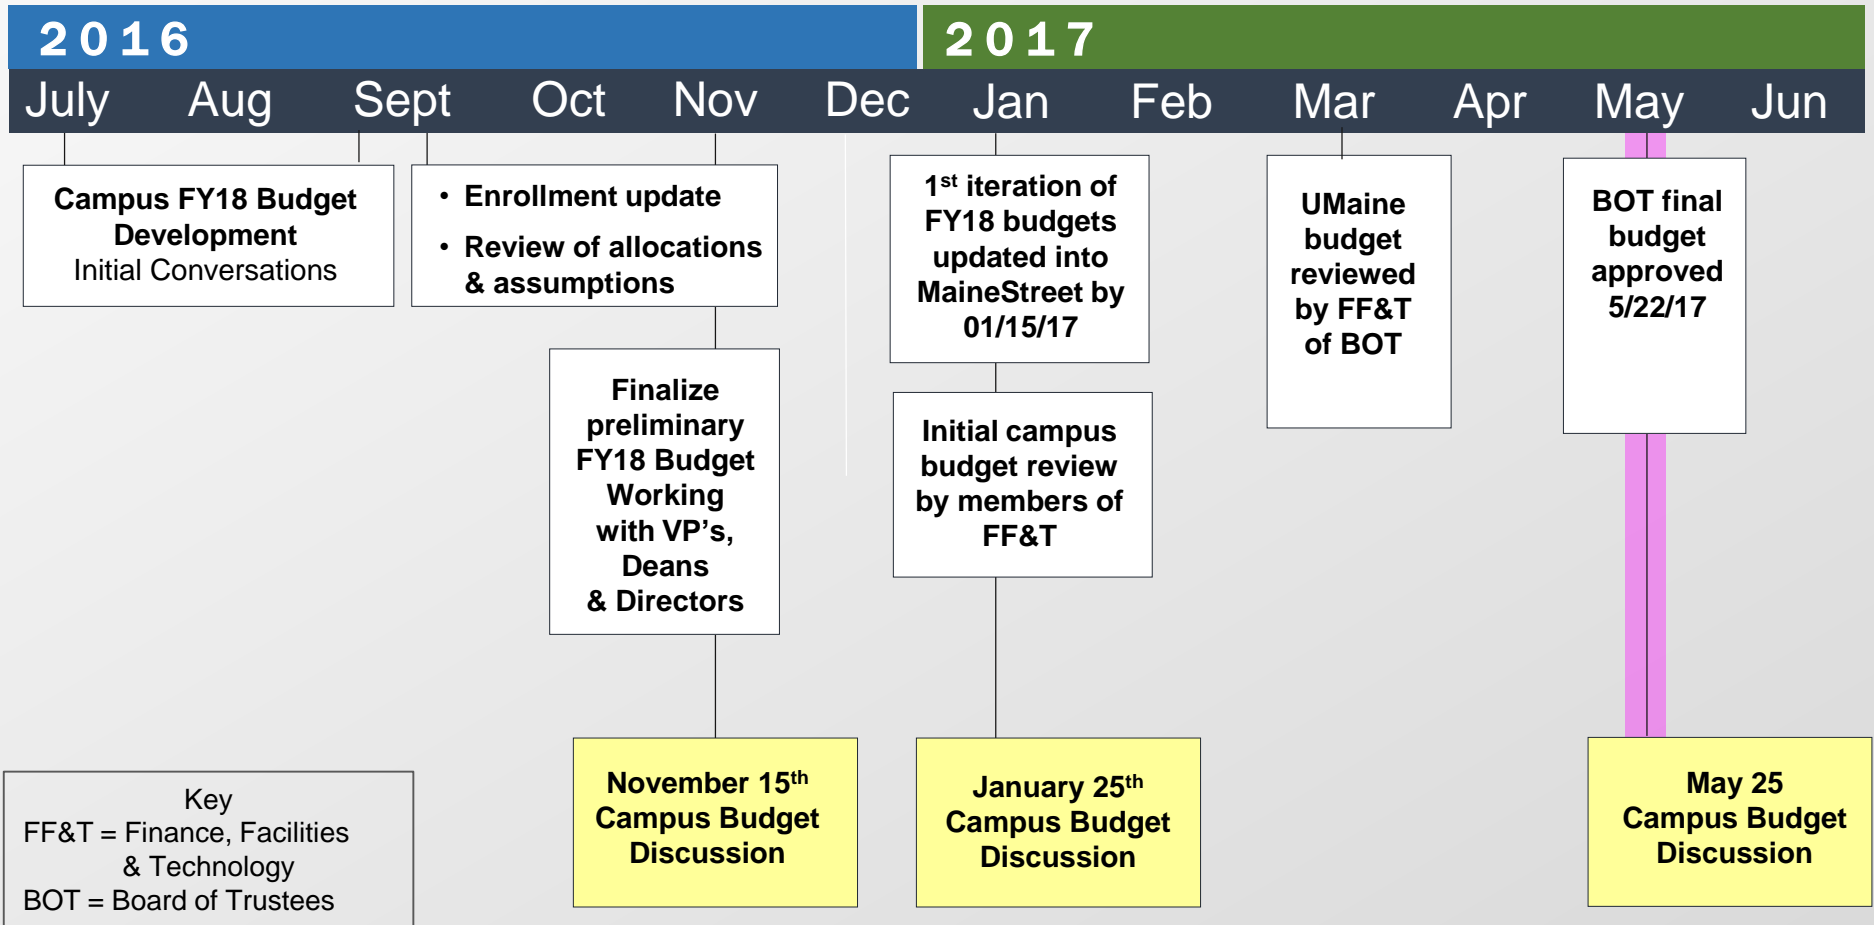 2016
2017
July Aug Sept Oct Nov Dec Jan Feb Mar Apr May Jun
Campus FY18 Budget
Development
Initial Conversations
• Enrollment update
• Review of allocations
& assumptions
Finalize
preliminary
FY18 Budget
Working
with VP’s,
Deans
& Directors
1st iteration of
FY18 budgets
updated into
MaineStreet by
01/15/17
Initial campus
budget review
by members of
FF&T
UMaine
budget
reviewed
by FF&T
of BOT
BOT final
budget
approved
5/22/17
November 15th
Campus Budget
Discussion
January 25th
Campus Budget
Discussion
May 25
Campus Budget
Discussion
Key
FF&T = Finance, Facilities
& Technology
BOT = Board of Trustees